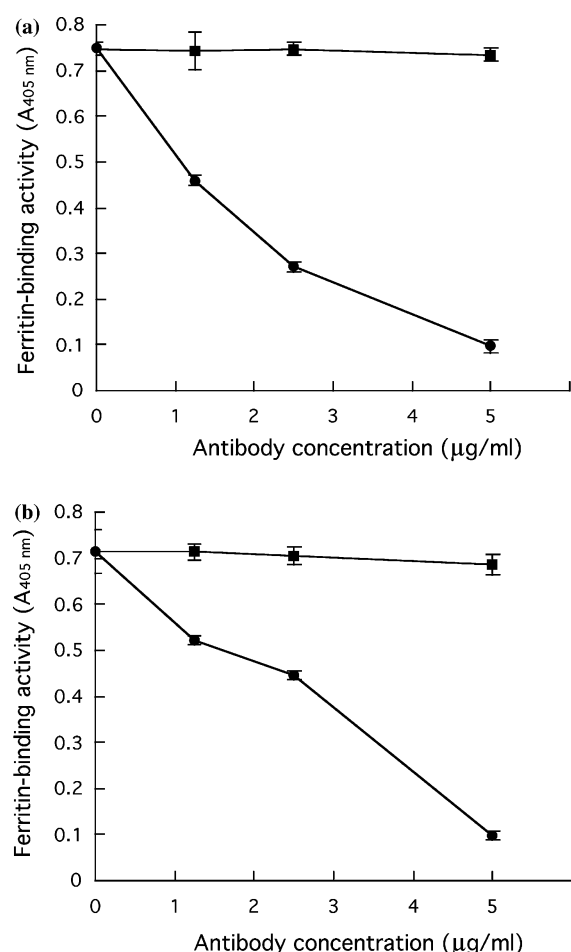 (a)
0.8
0.7
0.5
0.4
0.3
0.2
0.1
0
Ferritin-binding activity (A405 nm)
0 1 2 3 4 5
Antibody concentration (μg/ml)
(b)
0.8
0.7
0.6
0.5
0.4
0.3
0.2
0.1
0
Ferritin-binding activity (A405 nm)
0 1 2 3 4 5
Antibody concentration (μg/ml)